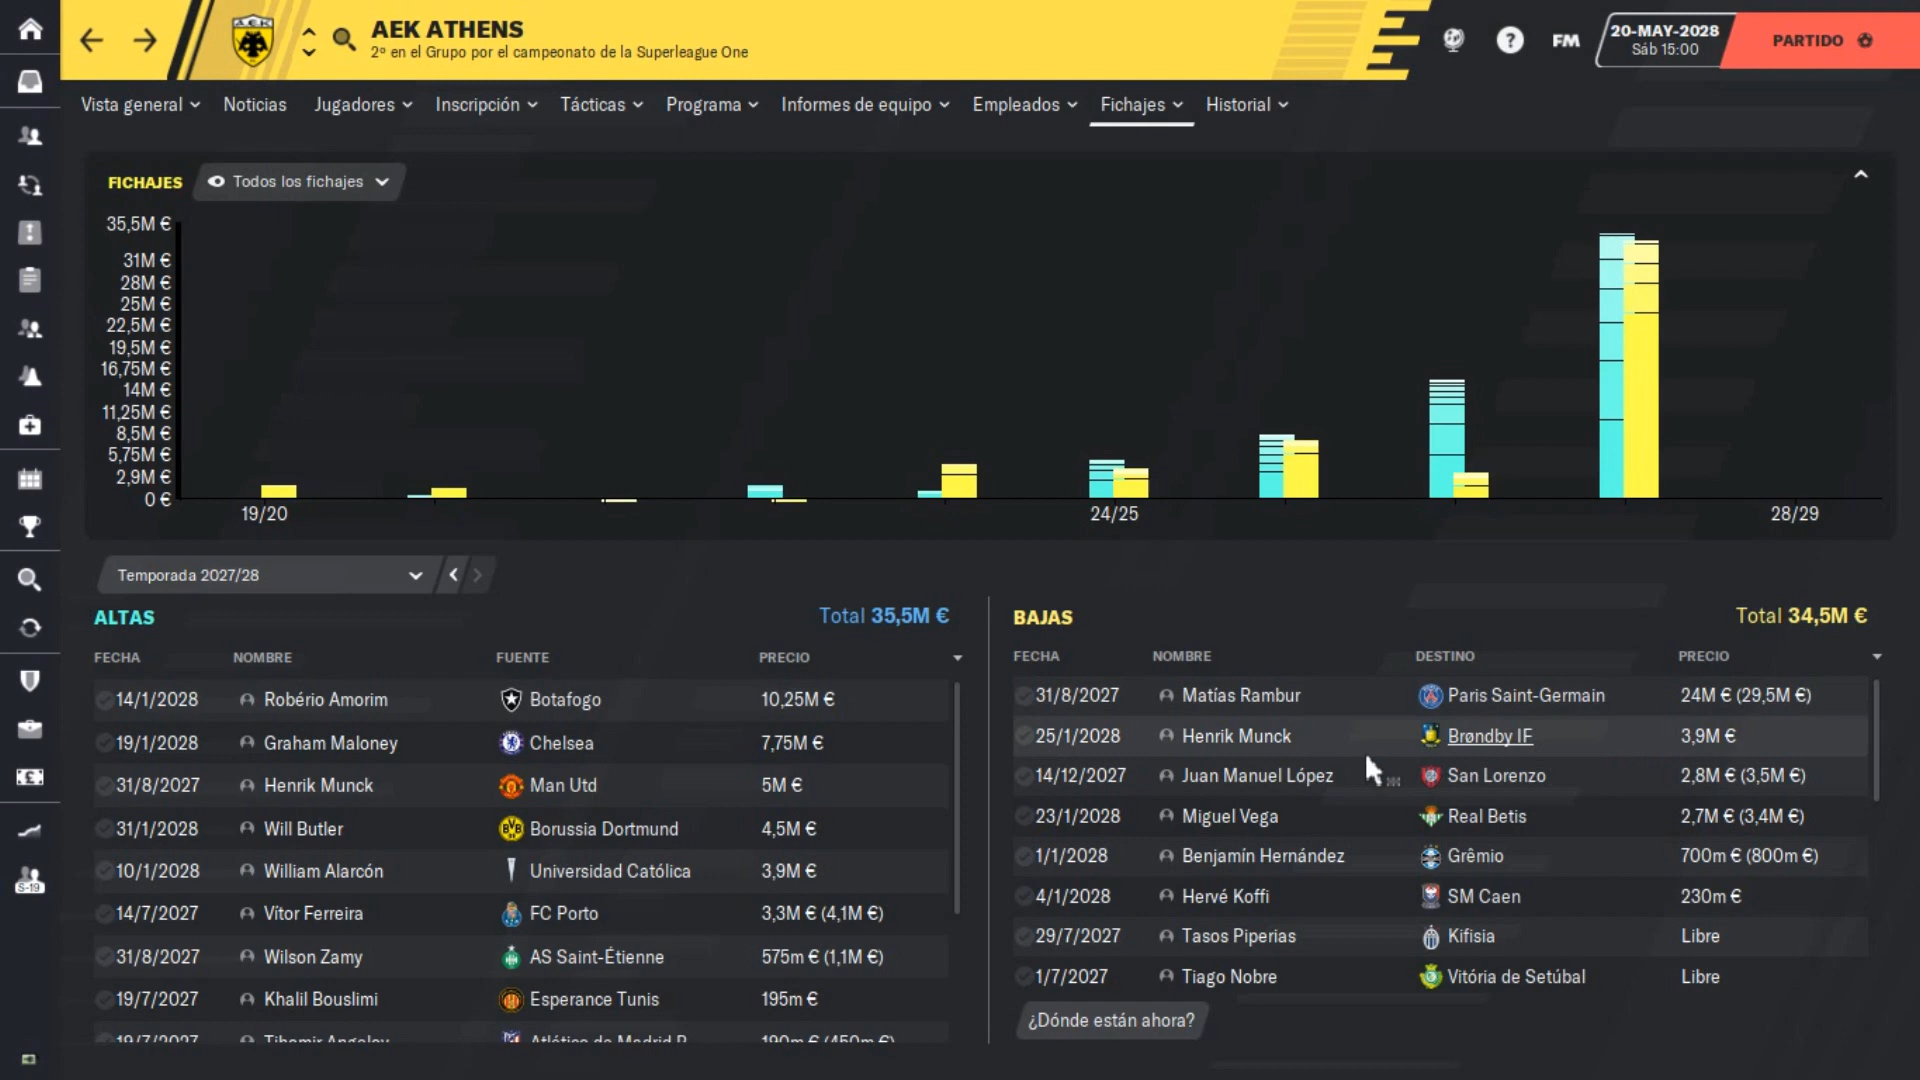 AEK ATHENS
2º en el Grupo por el campeonato de la Superleague One
FM
20-MAY-2028
Sáb 15:00
PARTIDO
Vista general Noticias Jugadores Inscripción Tácticas Programa Informes de equipo Empleados Fichajes Historial
FICHAJES Todos los fichajes
35,5M €
31M €
28M €
25M €
22,5M €
19,5M €
16,75M €
14M €
11,25M €
8,5M €
5,75M €
2,9M €
0 €
19/20 24/25 28/29
Temporada 2027/28
ALTAS Total 35,5M €
FECHA NOMBRE FUENTE PRECIO
14/1/2028 Robério Amorim Botafogo 10,25M €
19/1/2028 Graham Maloney Chelsea 7,75M €
31/8/2027 Henrik Munck Man Utd 5M €
31/1/2028 Will Butler Borussia Dortmund 4,5M €
10/1/2028 William Alarcón Universidad Católica 3,9M €
14/7/2027 Vítor Ferreira FC Porto 3,3M € (4,1M €)
31/8/2027 Wilson Zamy AS Saint-Étienne 575m € (1,1M €)
19/7/2027 Khalil Bouslimi Esperance Tunis 195m €
19/7/2027 Tihomir Angelov Atlético de Madrid B 190m € (450m €)
BAJAS Total 34,5M €
FECHA NOMBRE DESTINO PRECIO
31/8/2027 Matías Rambur Paris Saint-Germain 24M € (29,5M €)
25/1/2028 Henrik Munck Brøndby IF 3,9M €
14/12/2027 Juan Manuel López San Lorenzo 2,8M € (3,5M €)
23/1/2028 Miguel Vega Real Betis 2,7M € (3,4M €)
1/1/2028 Benjamín Hernández Grêmio 700m € (800m €)
4/1/2028 Hervé Koffi SM Caen 230m €
29/7/2027 Tasos Piperias Kifisia Libre
1/7/2027 Tiago Nobre Vitória de Setúbal Libre
¿Dónde están ahora?
S-19